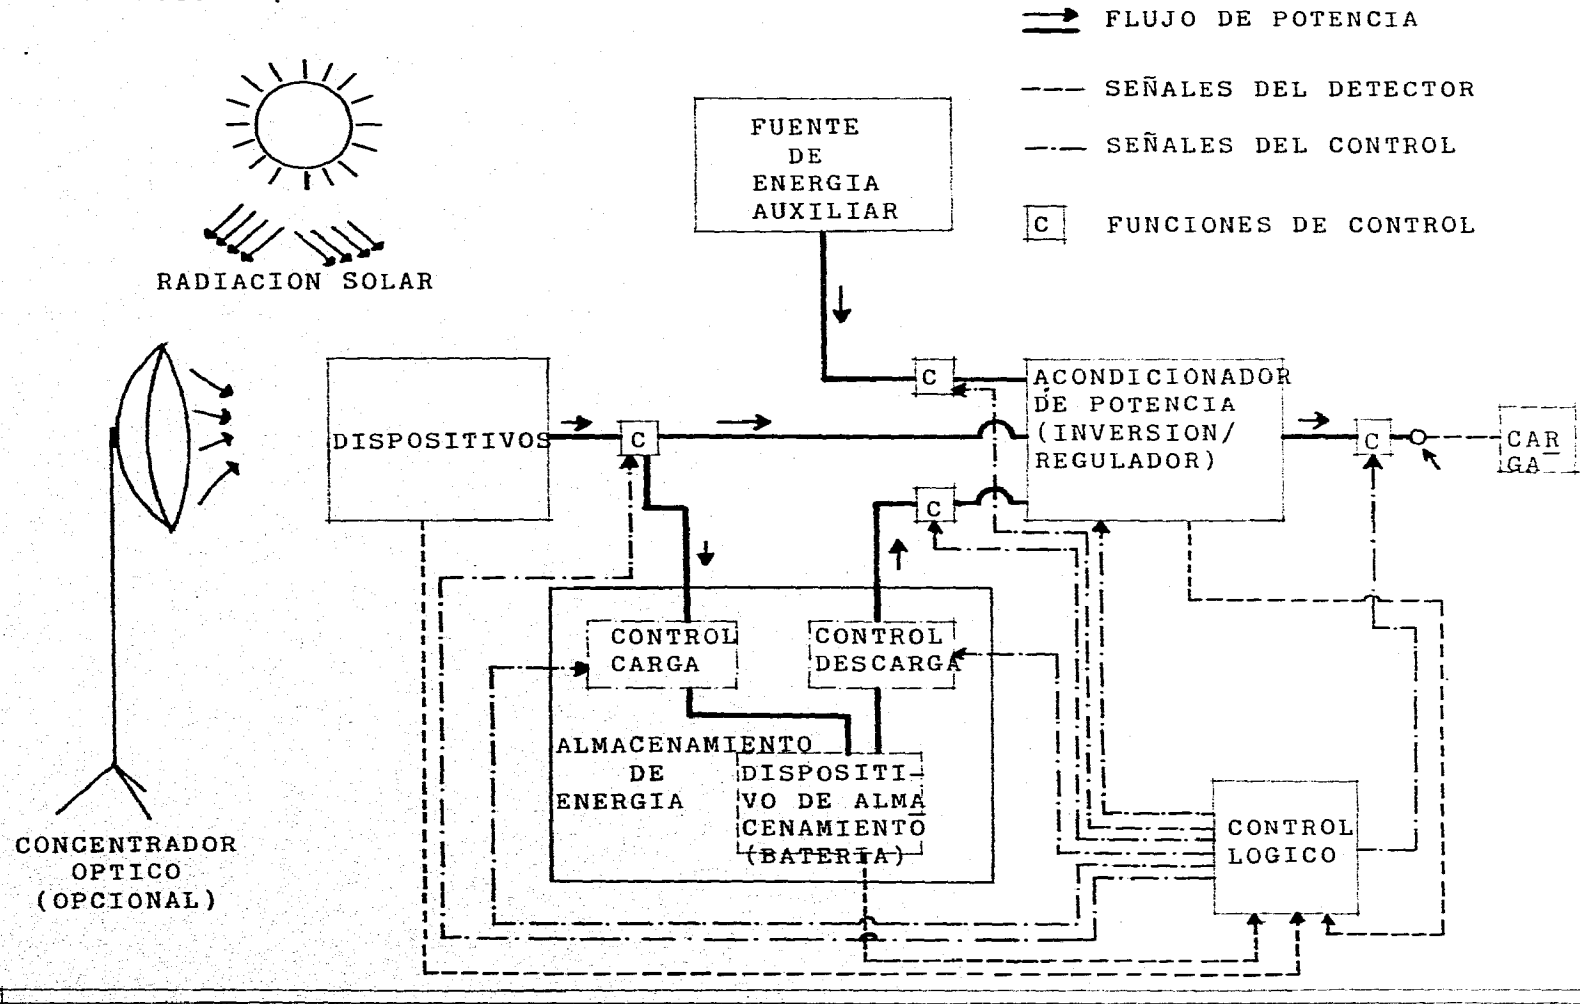 FLUJO DE POTENCIA
SEÑALES DEL DETECTOR
SEÑALES DEL CONTROL
C FUNCIONES DE CONTROL
FUENTE
DE
ENERGIA
AUXILIAR
RADIACION SOLAR
C
ACONDICIONADOR
DE POTENCIA
(INVERSION/
REGULADOR)
DISPOSITIVOS
C
C
CAR
GA
C
CONTROL
CARGA
CONTROL
DESCARGA
ALMACENAMIENTO
DE
ENERGIA
DISPOSITI-
VO DE ALMA
CENAMIENTO
(BATERIA)
CONTROL
LOGICO
CONCENTRADOR
OPTICO
(OPCIONAL)